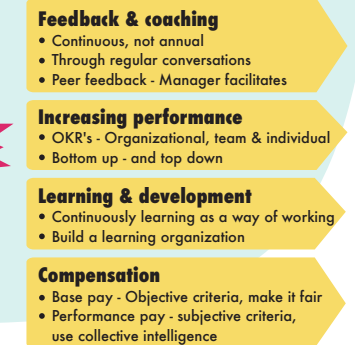 Feedback & coaching
• Continuous, not annual
• Through regular conversations
• Peer feedback - Manager facilitates
Increasing performance
• OKR's - Organizational, team & individual
• Bottom up - and top down
Learning & development
• Continuously learning as a way of working
• Build a learning organization
Compensation
• Base pay - Objective criteria, make it fair
• Performance pay - subjective criteria,
use collective intelligence